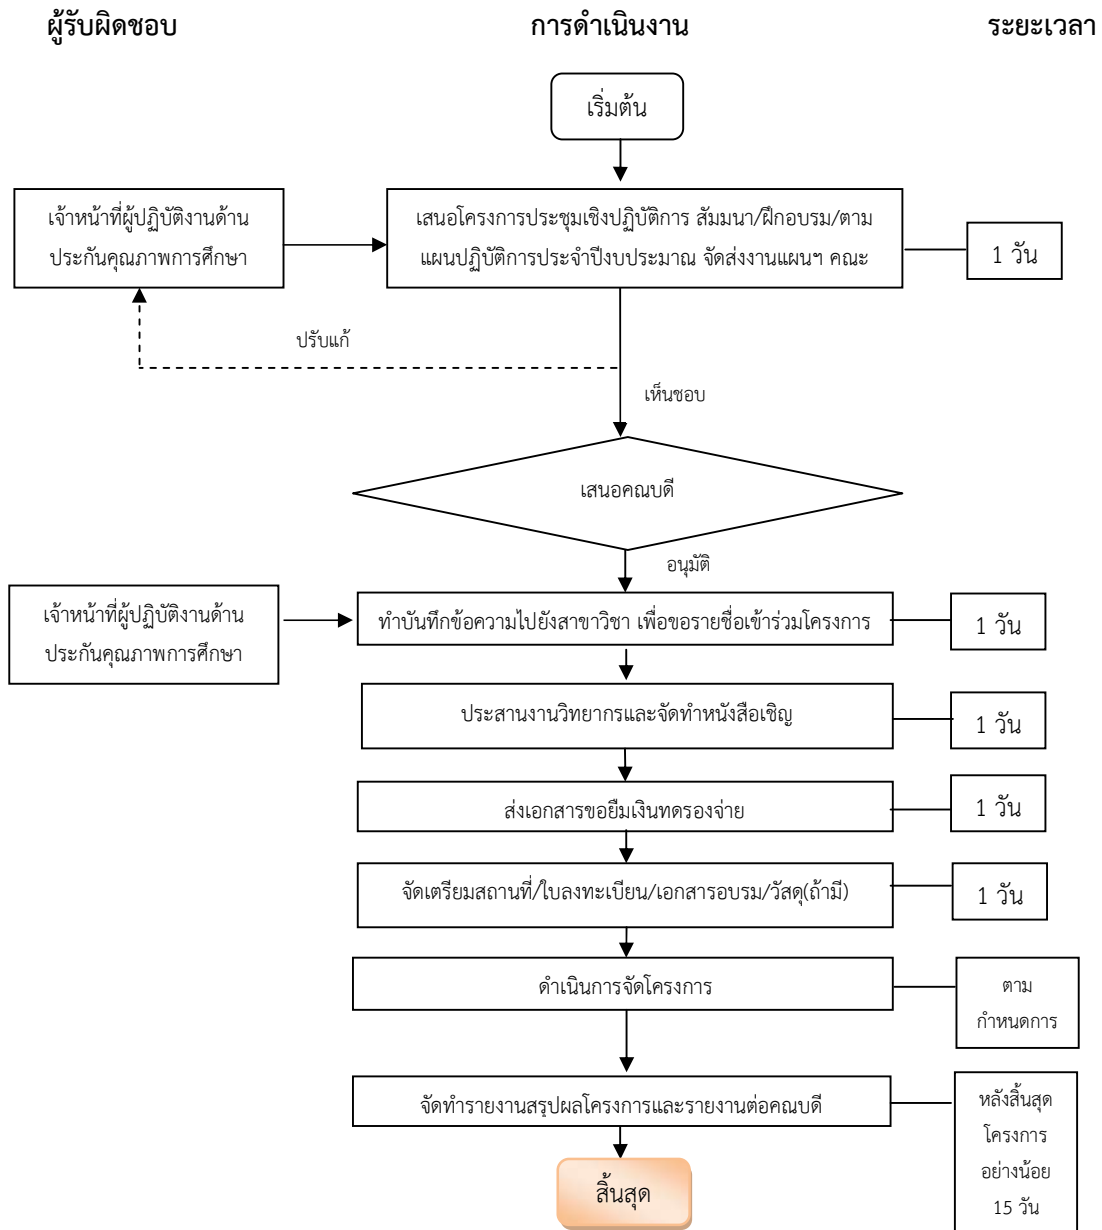 ผู้รับผิดชอบ
การดำเนินงาน
ระยะเวลา
เริ่มต้น
เจ้าหน้าที่ผู้ปฏิบัติงานด้าน
ประกันคุณภาพการศึกษา
เสนอโครงการประชุมเชิงปฏิบัติการ สัมมนา/ฝึกอบรม/ตาม
แผนปฏิบัติการประจำปีงบประมาณ จัดส่งงานแผนฯ คณะ
1 วัน
ปรับแก้
เห็นชอบ
เสนอคณบดี
อนุมัติ
เจ้าหน้าที่ผู้ปฏิบัติงานด้าน
ประกันคุณภาพการศึกษา
ทำบันทึกข้อความไปยังสาขาวิชา เพื่อขอรายชื่อเข้าร่วมโครงการ
1 วัน
ประสานงานวิทยากรและจัดทำหนังสือเชิญ
1 วัน
ส่งเอกสารขอยืมเงินทดรองจ่าย
1 วัน
จัดเตรียมสถานที่/ใบลงทะเบียน/เอกสารอบรม/วัสดุ(ถ้ามี)
1 วัน
ดำเนินการจัดโครงการ
ตาม
กำหนดการ
จัดทำรายงานสรุปผลโครงการและรายงานต่อคณบดี
หลังสิ้นสุด
โครงการ
อย่างน้อย
15 วัน
สิ้นสุด